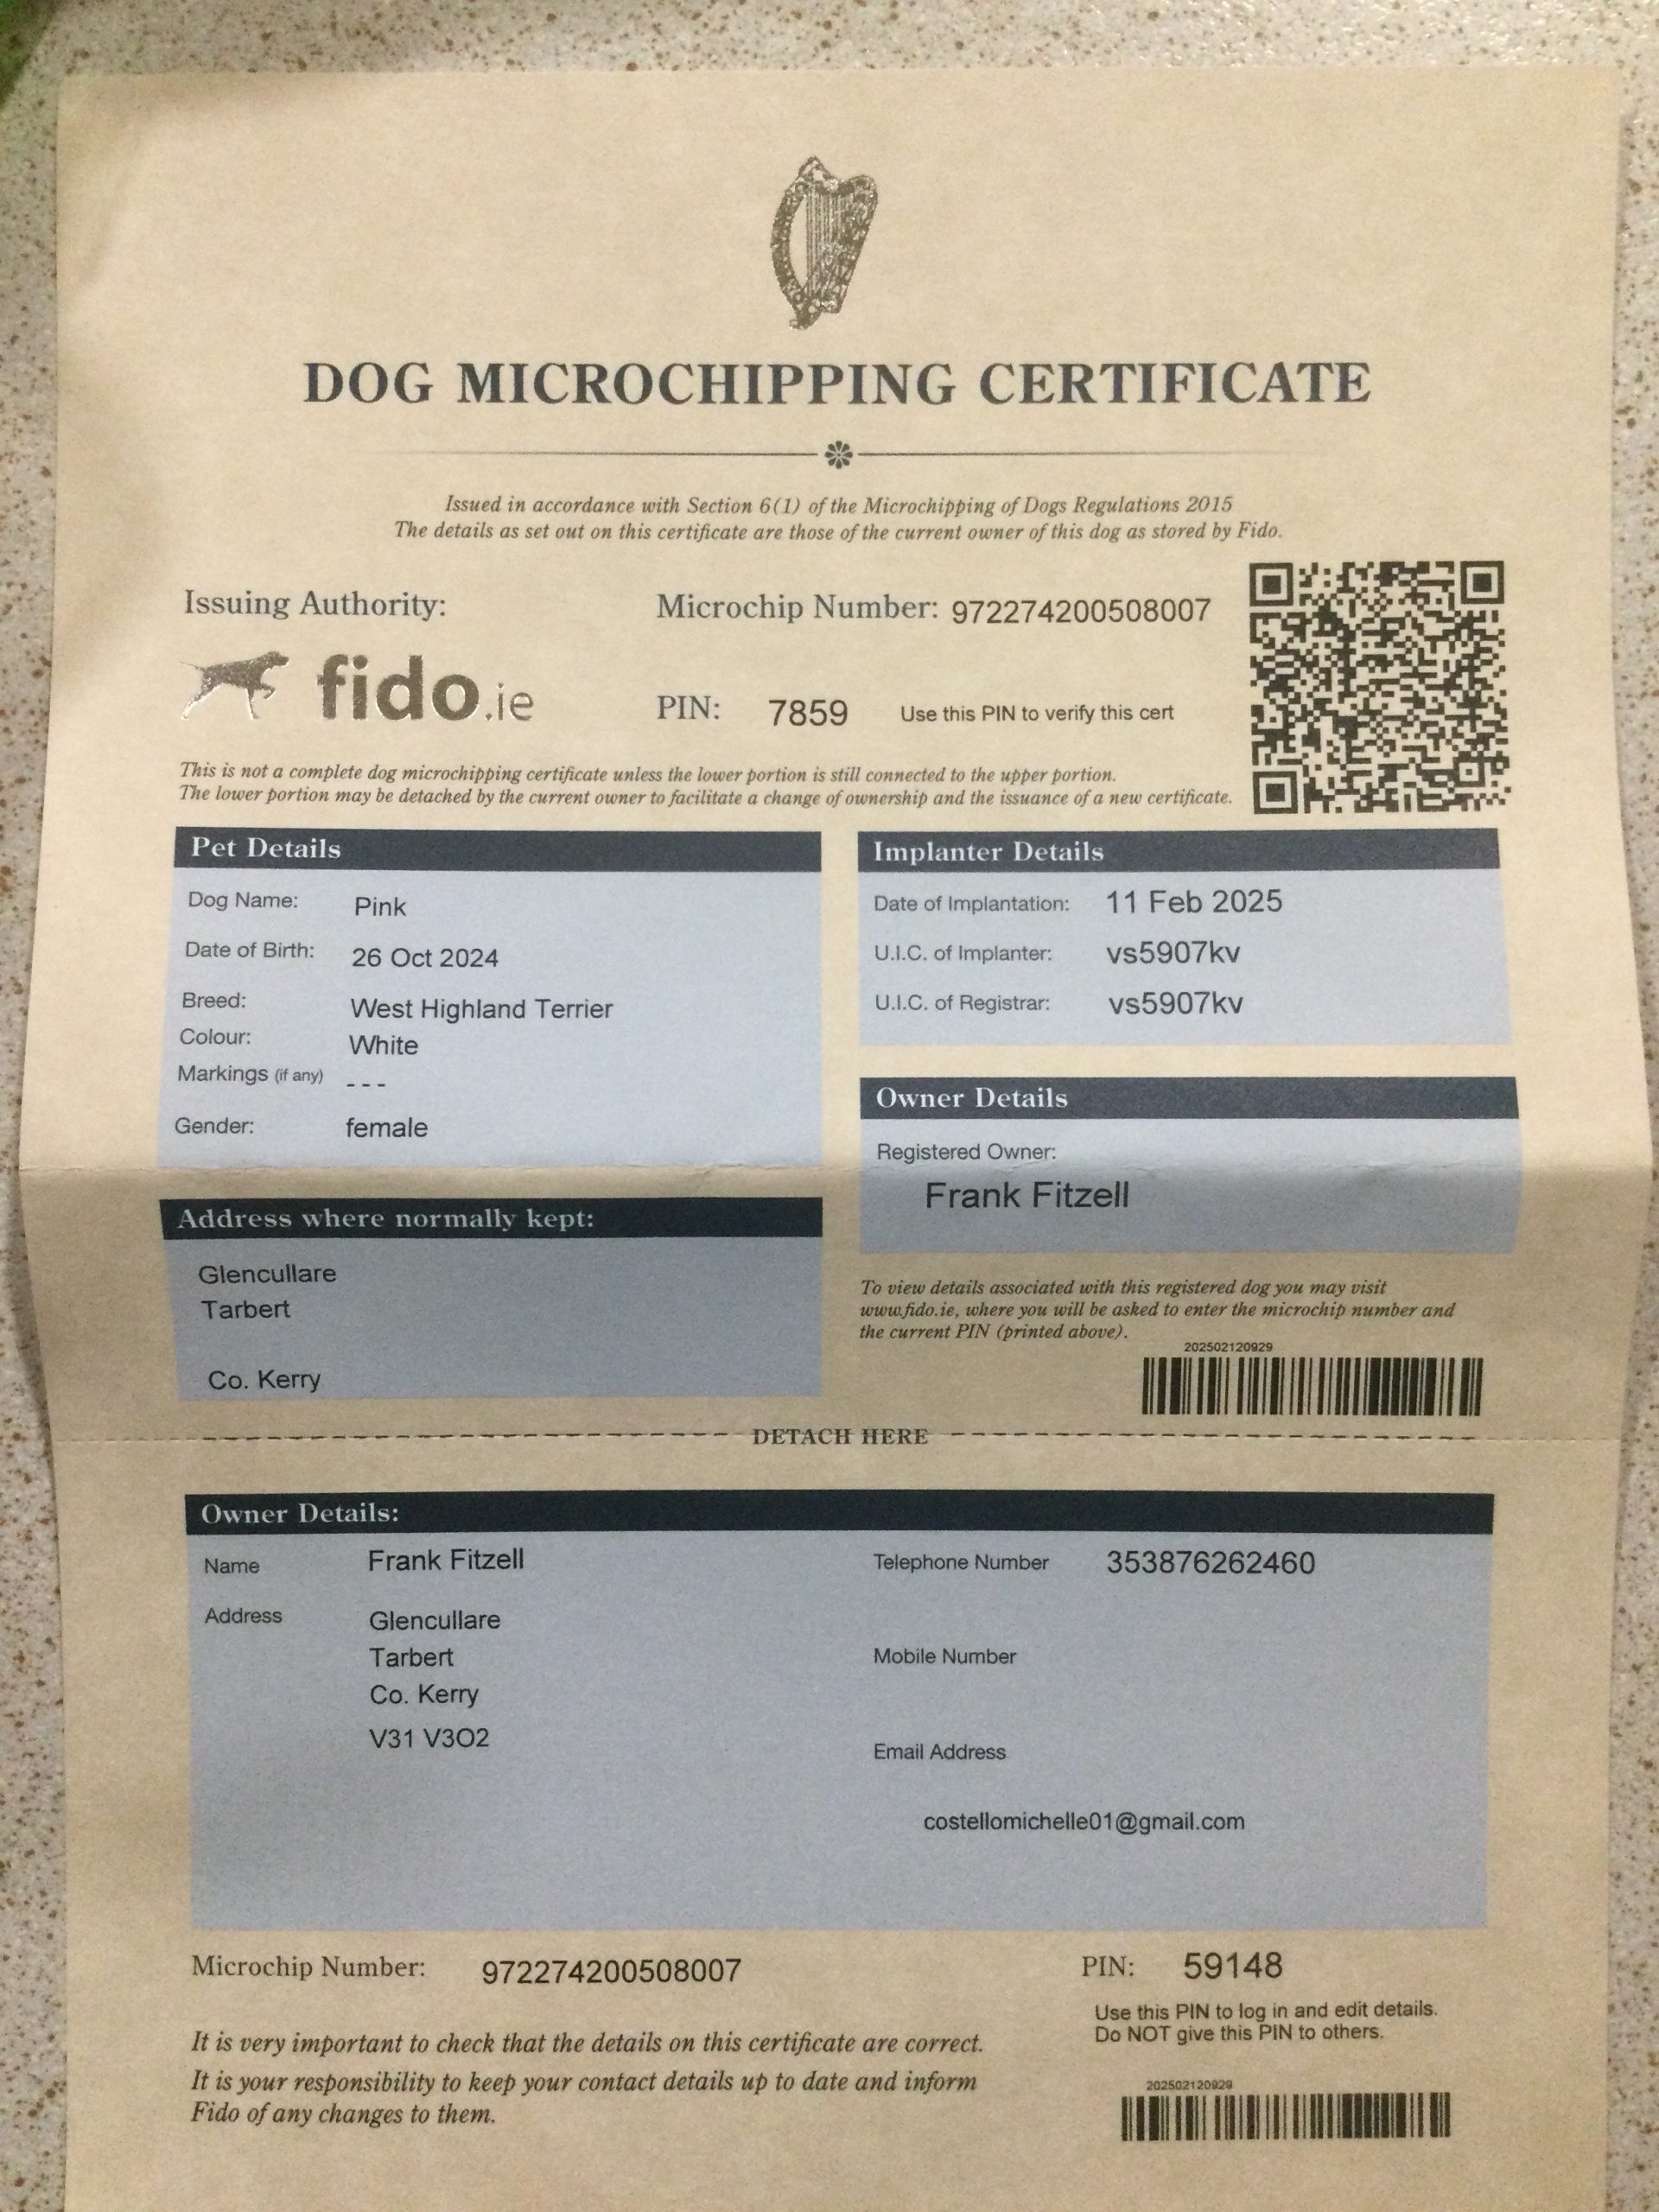 DOG MICROCHIPPING CERTIFICATE
Issued in accordance with Section 6(1) of the Microchipping of Dogs Regulations 2015
The details as set out on this certificate are those of the current owner of this dog as stored by Fido.
Issuing Authority:
fido.ie
Microchip Number: 972274200508007
PIN: 7859 Use this PIN to verify this cert
This is not a complete dog microchipping certificate unless the lower portion is still connected to the upper portion.
The lower portion may be detached by the current owner to facilitate a change of ownership and the issuance of a new certificate.
Pet Details
Dog Name: Pink
Date of Birth: 26 Oct 2024
Breed: West Highland Terrier
Colour: White
Markings (if any) - - -
Gender: female
Implanter Details
Date of Implantation: 11 Feb 2025
U.I.C. of Implanter: vs5907kv
U.I.C. of Registrar: vs5907kv
Owner Details
Registered Owner:
Frank Fitzell
Address where normally kept:
Glencullare
Tarbert
Co. Kerry
To view details associated with this registered dog you may visit
www.fido.ie, where you will be asked to enter the microchip number and
the current PIN (printed above).
202502120929
DETACH HERE
Owner Details:
Name Frank Fitzell
Address Glencullare
Tarbert
Co. Kerry
V31 V3O2
Telephone Number 353876262460
Mobile Number
Email Address
costellomichelle01@gmail.com
Microchip Number: 972274200508007
PIN: 59148
Use this PIN to log in and edit details.
Do NOT give this PIN to others.
It is very important to check that the details on this certificate are correct.
It is your responsibility to keep your contact details up to date and inform
Fido of any changes to them.
202502120929